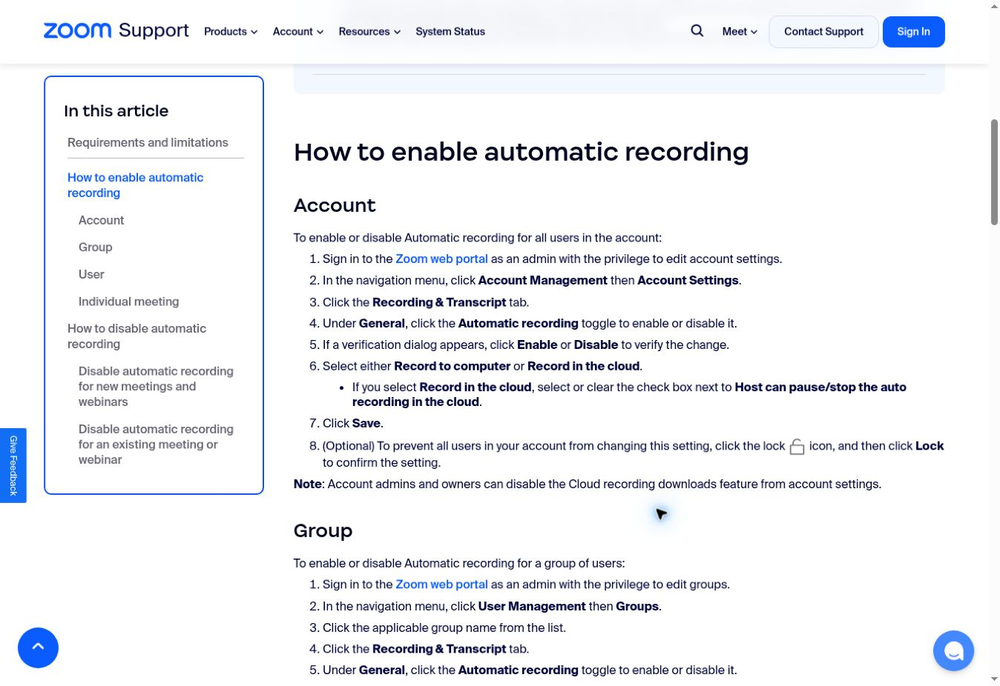 zoom Support
Products
Account
Resources
System Status
Meet
Contact Support
Sign In
In this article
Requirements and limitations
How to enable automatic
recording
Account
Group
User
Individual meeting
How to disable automatic
recording
Disable automatic recording
for new meetings and
webinars
Disable automatic recording
for an existing meeting or
webinar
Give Feedback
How to enable automatic recording
Account
To enable or disable Automatic recording for all users in the account:
1. Sign in to the Zoom web portal as an admin with the privilege to edit account settings.
2. In the navigation menu, click Account Management then Account Settings.
3. Click the Recording & Transcript tab.
4. Under General, click the Automatic recording toggle to enable or disable it.
5. If a verification dialog appears, click Enable or Disable to verify the change.
6. Select either Record to computer or Record in the cloud.
• If you select Record in the cloud, select or clear the check box next to Host can pause/stop the auto
recording in the cloud.
7. Click Save.
8. (Optional) To prevent all users in your account from changing this setting, click the lock icon, and then click Lock
to confirm the setting.
Note: Account admins and owners can disable the Cloud recording downloads feature from account settings.
Group
To enable or disable Automatic recording for a group of users:
1. Sign in to the Zoom web portal as an admin with the privilege to edit groups.
2. In the navigation menu, click User Management then Groups.
3. Click the applicable group name from the list.
4. Click the Recording & Transcript tab.
5. Under General, click the Automatic recording toggle to enable or disable it.